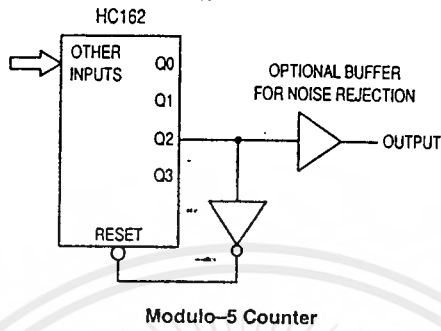 HC162
OTHER
INPUTS
Q0
Q1
Q2
Q3
RESET
OPTIONAL BUFFER
FOR NOISE REJECTION
OUTPUT
Modulo–5 Counter